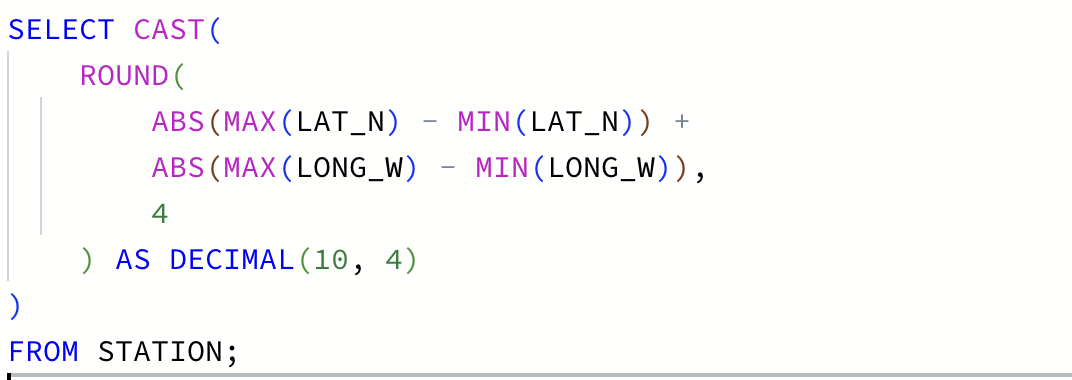 SELECT CAST(
    ROUND(
        ABS(MAX(LAT_N) - MIN(LAT_N)) +
        ABS(MAX(LONG_W) - MIN(LONG_W)),
        4
    ) AS DECIMAL(10, 4)
)
FROM STATION;